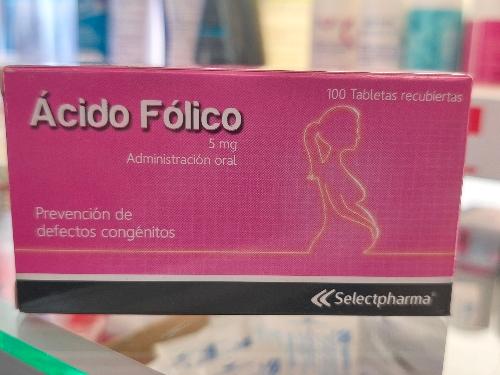 100 Tabletas recubiertas
Ácido Fólico
5 mg
Administración oral
Prevención de
defectos congénitos
Selectpharma®